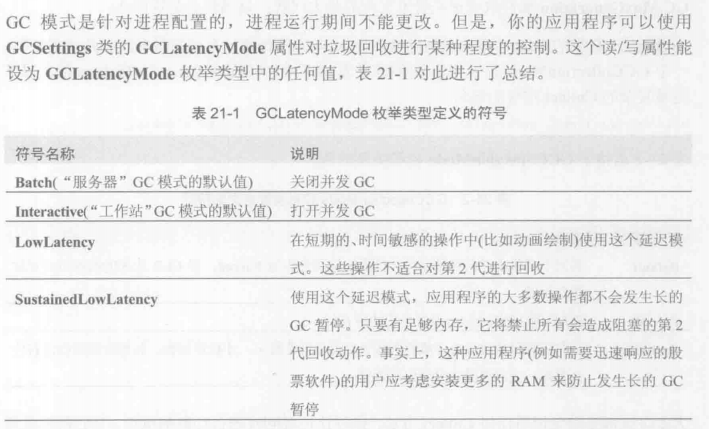 GC 模式是针对进程配置的，进程运行期间不能更改。但是，你的应用程序可以使用
GCSettings 类的 GCLatencyMode 属性对垃圾回收进行某种程度的控制。这个读/写属性能
设为 GCLatencyMode 枚举类型中的任何值，表 21-1 对此进行了总结。
表 21-1 GCLatencyMode 枚举类型定义的符号
符号名称 说明
Batch(“服务器”GC 模式的默认值) 关闭并发 GC
Interactive(“工作站”GC 模式的默认值) 打开并发 GC
LowLatency 在短期的、时间敏感的操作中(比如动画绘制)使用这个延迟模
式。这些操作不适合对第 2 代进行回收
SustainedLowLatency 使用这个延迟模式，应用程序的大多数操作都不会发生长的
GC 暂停。只要有足够内存，它将禁止所有会造成阻塞的第 2
代回收动作。事实上，这种应用程序(例如需要迅速响应的股
票软件)的用户应考虑安装更多的 RAM 来防止发生长的 GC
暂停